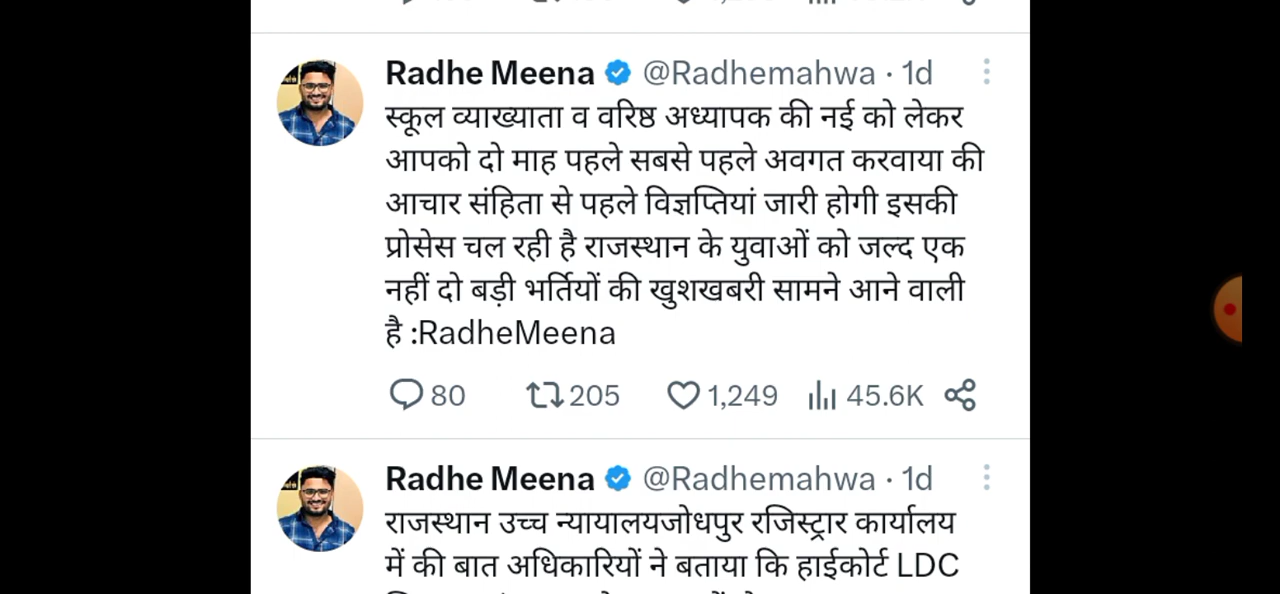 Radhe Meena @Radhemahwa · 1d
स्कूल व्याख्याता व वरिष्ठ अध्यापक की नई को लेकर
आपको दो माह पहले सबसे पहले अवगत करवाया की
आचार संहिता से पहले विज्ञप्तियां जारी होगी इसकी
प्रोसेस चल रही है राजस्थान के युवाओं को जल्द एक
नहीं दो बड़ी भर्तियों की खुशखबरी सामने आने वाली
है :RadheMeena
80 205 1,249 45.6K
Radhe Meena @Radhemahwa · 1d
राजस्थान उच्च न्यायालयजोधपुर रजिस्ट्रार कार्यालय
में की बात अधिकारियों ने बताया कि हाईकोर्ट LDC